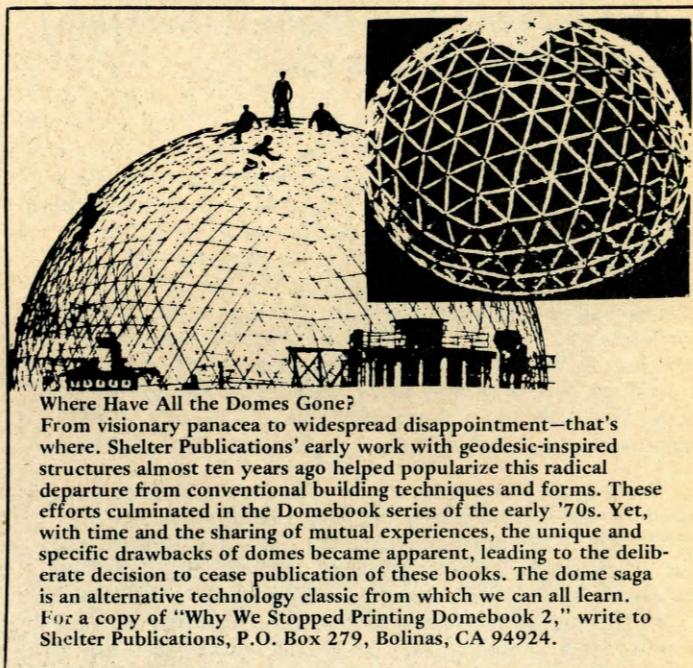 Where Have All the Domes Gone?
From visionary panacea to widespread disappointment—that's
where. Shelter Publications' early work with geodesic-inspired
structures almost ten years ago helped popularize this radical
departure from conventional building techniques and forms. These
efforts culminated in the Domebook series of the early '70s. Yet,
with time and the sharing of mutual experiences, the unique and
specific drawbacks of domes became apparent, leading to the delib-
erate decision to cease publication of these books. The dome saga
is an alternative technology classic from which we can all learn.
For a copy of "Why We Stopped Printing Domebook 2," write to
Shelter Publications, P.O. Box 279, Bolinas, CA 94924.